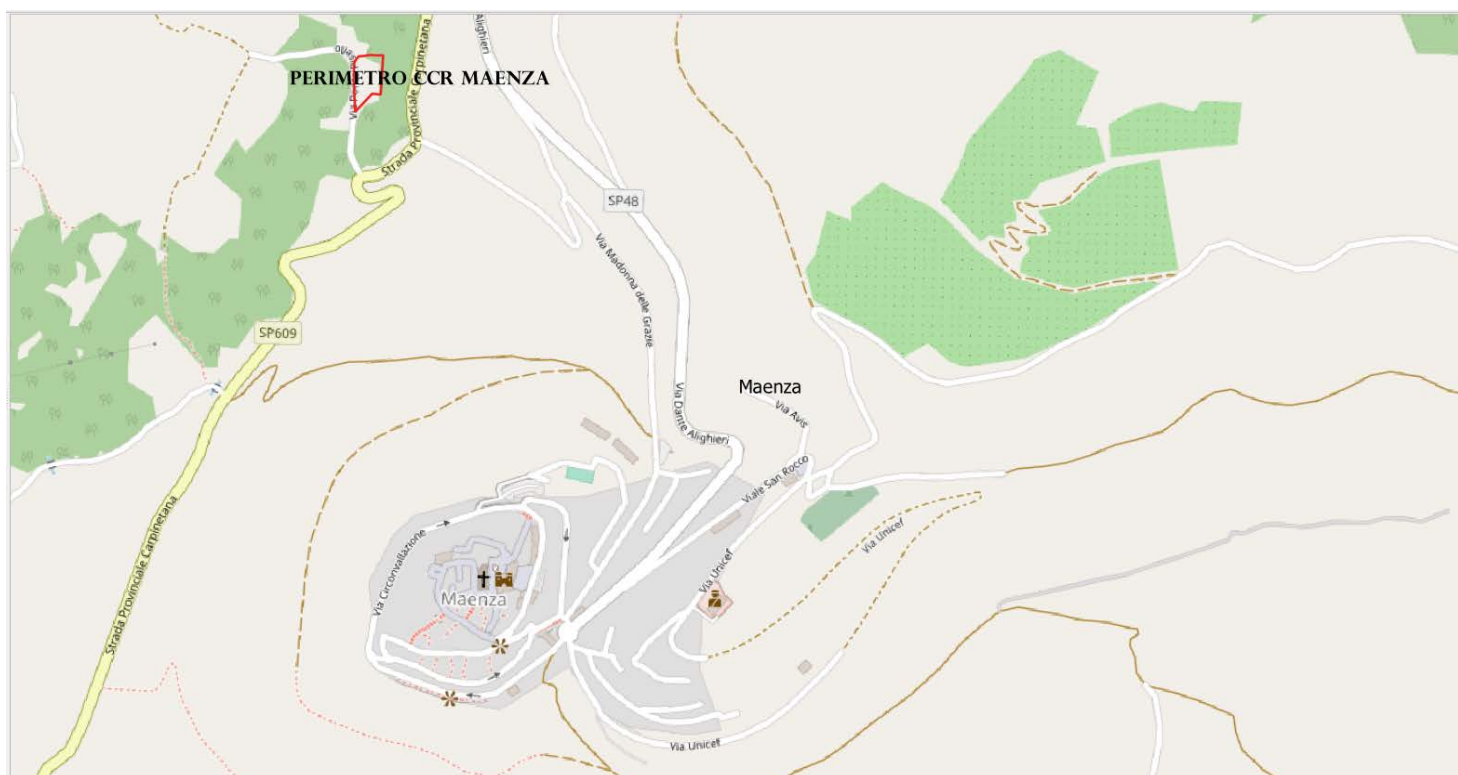 Alighieri
PERIMETRO CCR MAENZA
Strada Provinciale Carpinetana
SP48
Via Madonna delle Grazie
SP609
Maenza
Via Avis
Via Dante Alighieri
Viale San Rocco
Via Unicef
Via Circonvallazione
Via Unicef
Maenza
Strada Provinciale Carpinetana
Via Unicef